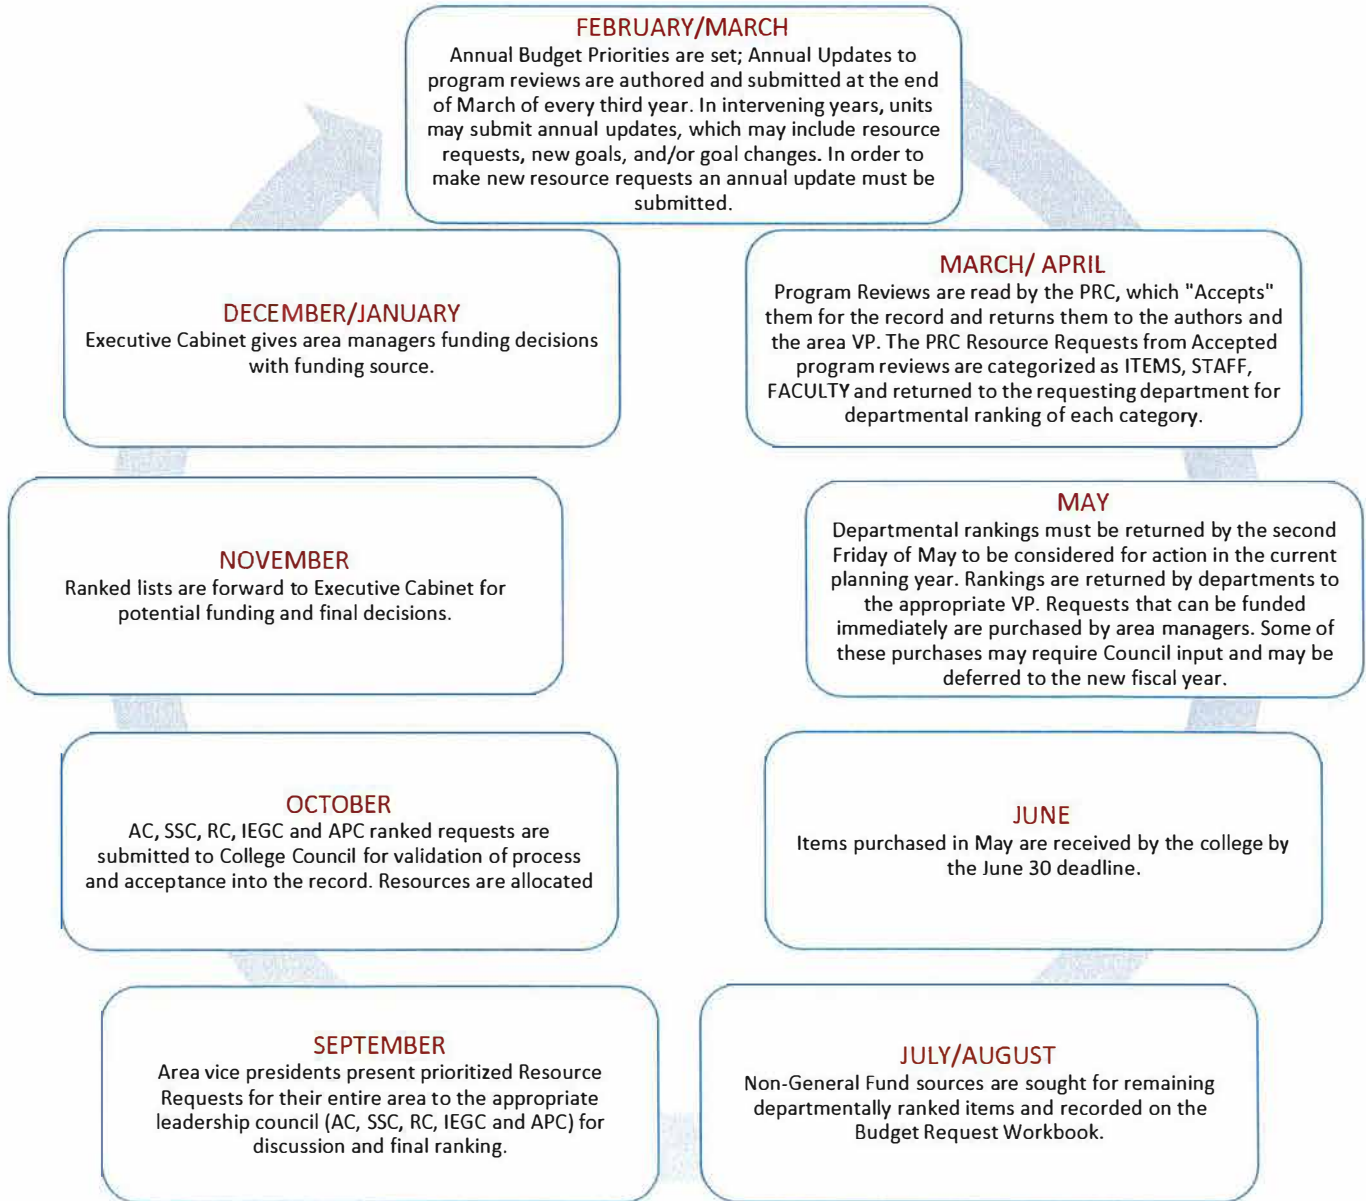 FEBRUARY/MARCH
Annual Budget Priorities are set; Annual Updates to
program reviews are authored and submitted at the end
of March of every third year. In intervening years, units
may submit annual updates, which may include resource
requests, new goals, and/or goal changes. In order to
make new resource requests an annual update must be
submitted.
MARCH/ APRIL
Program Reviews are read by the PRC, which "Accepts"
them for the record and returns them to the authors and
the area VP. The PRC Resource Requests from Accepted
program reviews are categorized as ITEMS, STAFF,
FACULTY and returned to the requesting department for
departmental ranking of each category.
MAY
Departmental rankings must be returned by the second
Friday of May to be considered for action in the current
planning year. Rankings are returned by departments to
the appropriate VP. Requests that can be funded
immediately are purchased by area managers. Some of
these purchases may require Council input and may be
deferred to the new fiscal year.
JUNE
Items purchased in May are received by the college by
the June 30 deadline.
JULY/AUGUST
Non-General Fund sources are sought for remaining
departmentally ranked items and recorded on the
Budget Request Workbook.
SEPTEMBER
Area vice presidents present prioritized Resource
Requests for their entire area to the appropriate
leadership council (AC, SSC, RC, IEGC and APC) for
discussion and final ranking.
OCTOBER
AC, SSC, RC, IEGC and APC ranked requests are
submitted to College Council for validation of process
and acceptance into the record. Resources are allocated
NOVEMBER
Ranked lists are forward to Executive Cabinet for
potential funding and final decisions.
DECEMBER/JANUARY
Executive Cabinet gives area managers funding decisions
with funding source.